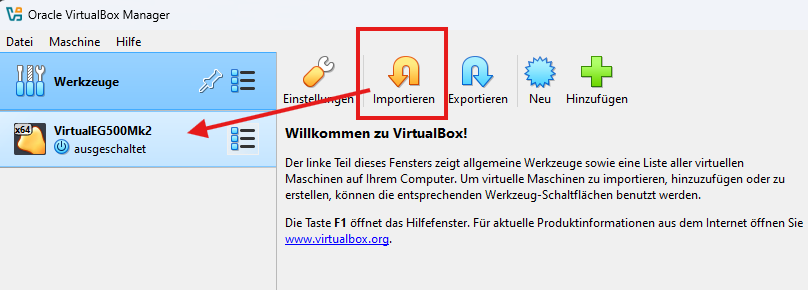 Oracle VirtualBox Manager
Datei Maschine Hilfe
Werkzeuge
Einstellungen Importieren Exportieren Neu Hinzufügen
x64
VirtualEG500Mk2
ausgeschaltet
Willkommen zu VirtualBox!
Der linke Teil dieses Fensters zeigt allgemeine Werkzeuge sowie eine Liste aller virtuellen
Maschinen auf Ihrem Computer. Um virtuelle Maschinen zu importieren, hinzuzufügen oder zu
erstellen, können die entsprechenden Werkzeug-Schaltflächen benutzt werden.
Die Taste F1 öffnet das Hilfefenster. Für aktuelle Produktinformationen aus dem Internet öffnen Sie
www.virtualbox.org.